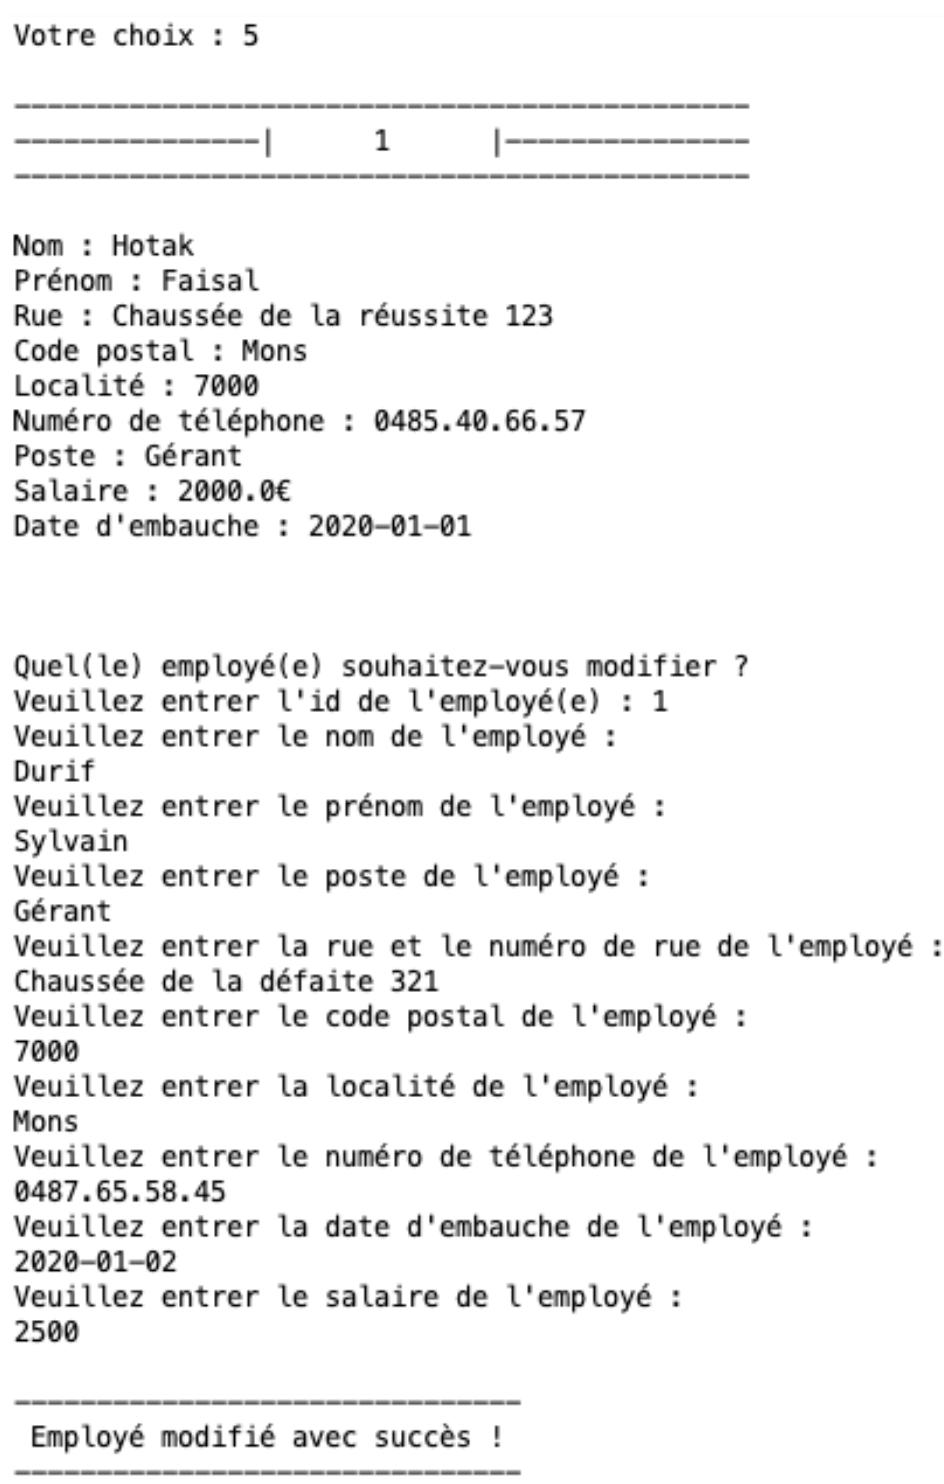 Votre choix : 5
---------------------------------------------
---------------|      1      |---------------
---------------------------------------------
Nom : Hotak
Prénom : Faisal
Rue : Chaussée de la réussite 123
Code postal : Mons
Localité : 7000
Numéro de téléphone : 0485.40.66.57
Poste : Gérant
Salaire : 2000.0€
Date d'embauche : 2020-01-01
Quel(le) employé(e) souhaitez-vous modifier ?
Veuillez entrer l'id de l'employé(e) : 1
Veuillez entrer le nom de l'employé :
Durif
Veuillez entrer le prénom de l'employé :
Sylvain
Veuillez entrer le poste de l'employé :
Gérant
Veuillez entrer la rue et le numéro de rue de l'employé :
Chaussée de la défaite 321
Veuillez entrer le code postal de l'employé :
7000
Veuillez entrer la localité de l'employé :
Mons
Veuillez entrer le numéro de téléphone de l'employé :
0487.65.58.45
Veuillez entrer la date d'embauche de l'employé :
2020-01-02
Veuillez entrer le salaire de l'employé :
2500
-------------------------------
 Employé modifié avec succès !
-------------------------------